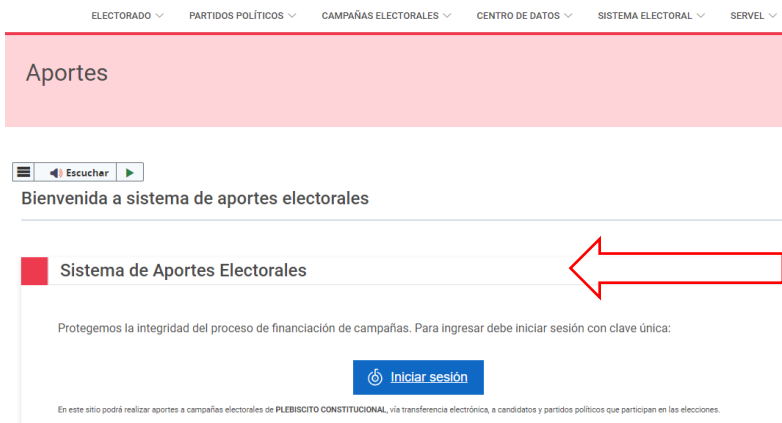 ELECTORADO PARTIDOS POLÍTICOS CAMPAÑAS ELECTORALES CENTRO DE DATOS SISTEMA ELECTORAL SERVEL
Aportes
Escuchar
Bienvenida a sistema de aportes electorales
Sistema de Aportes Electorales
Protegemos la integridad del proceso de financiación de campañas. Para ingresar debe iniciar sesión con clave única:
Iniciar sesión
En este sitio podrá realizar aportes a campañas electorales de PLEBISCITO CONSTITUCIONAL, vía transferencia electrónica, a candidatos y partidos políticos que participan en las elecciones.